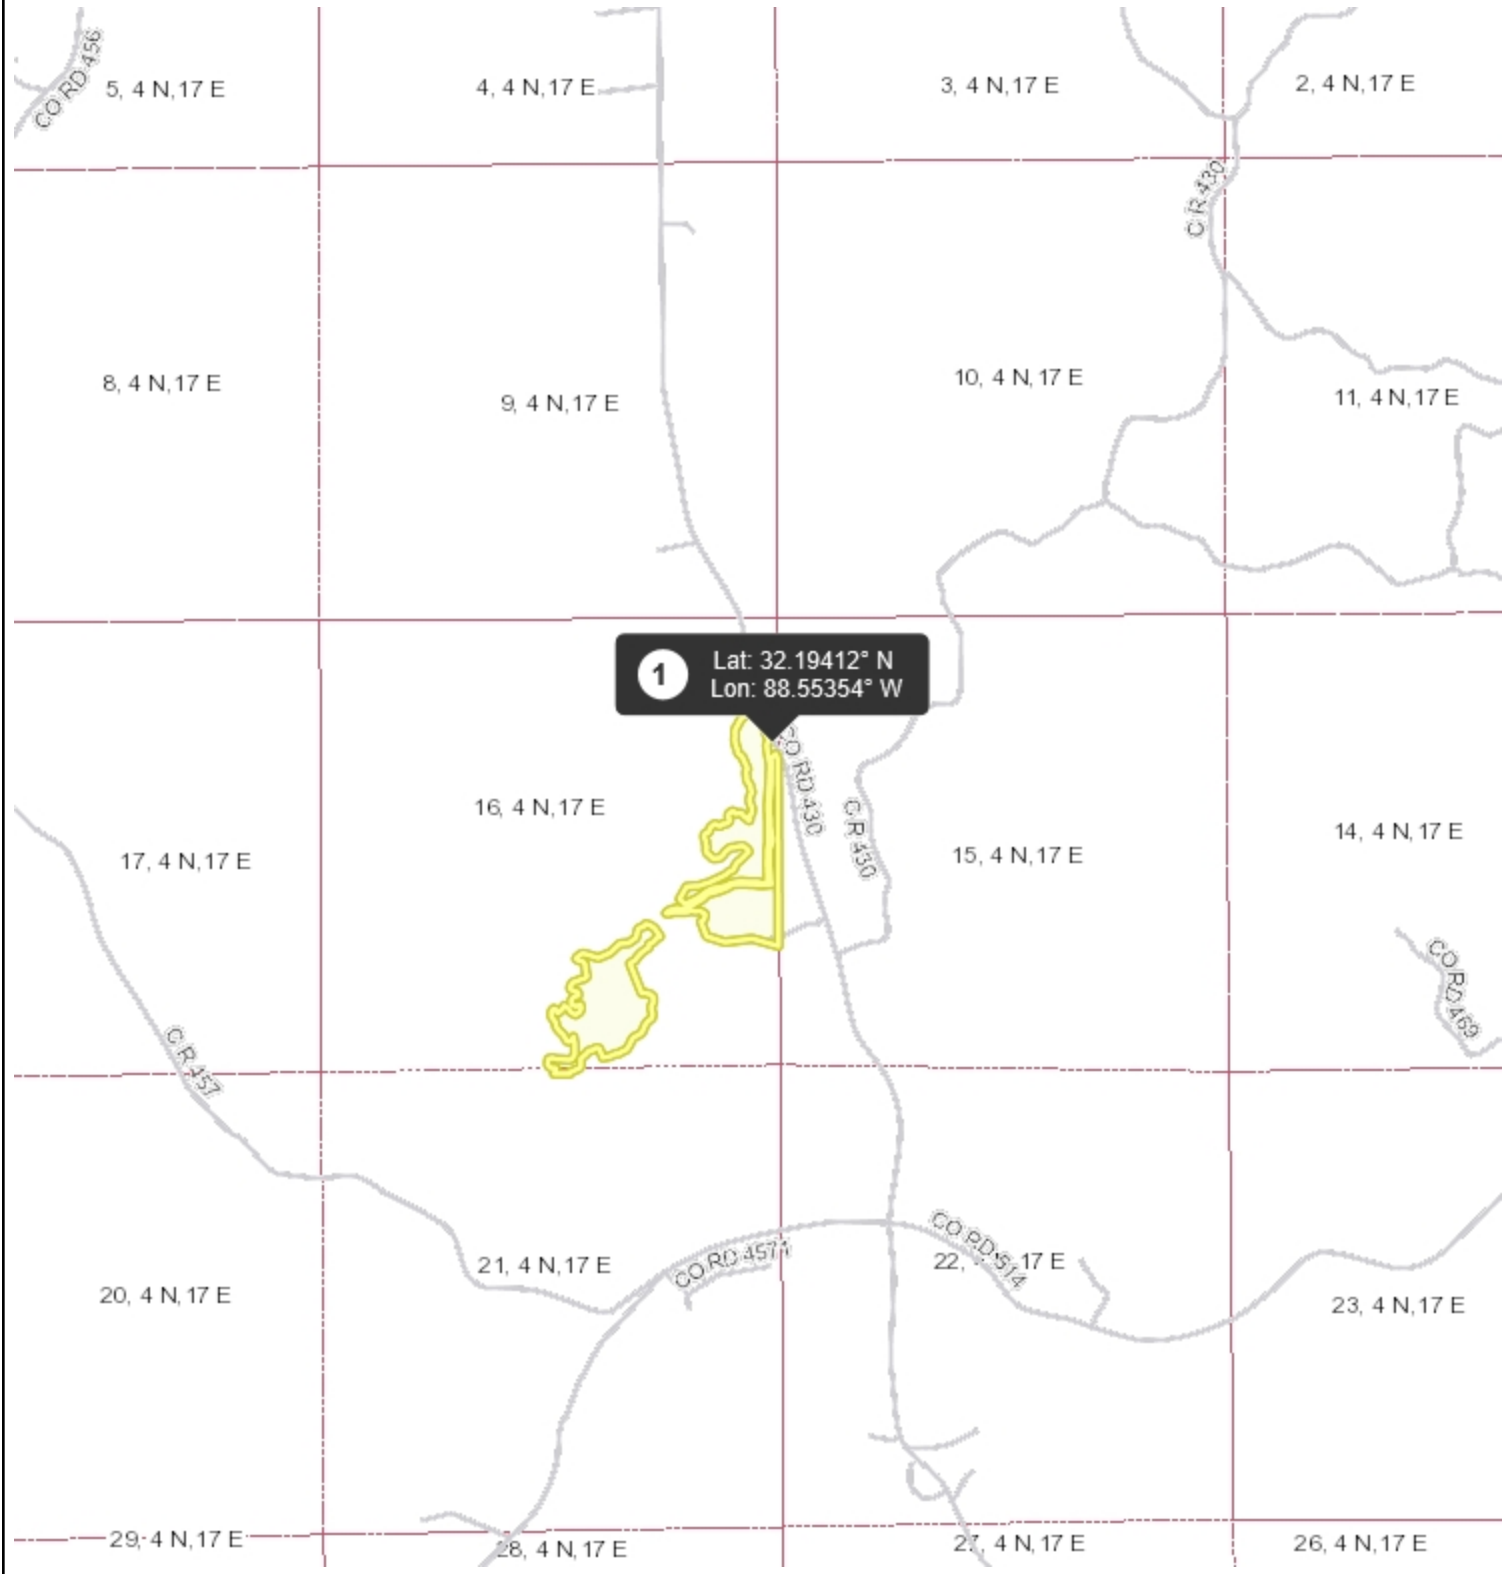 CO RD 456
5, 4 N,17 E
4, 4 N,17 E
3, 4 N,17 E
2, 4 N,17 E
C R 430
8, 4 N,17 E
9, 4 N,17 E
10, 4 N,17 E
11, 4 N,17 E
1
Lat: 32.19412° N
Lon: 88.55354° W
CO RD 430
C R 430
16, 4 N,17 E
17, 4 N,17 E
15, 4 N,17 E
14, 4 N,17 E
CO RD 469
C R 457
CO RD 4571
CO RD 514
21, 4 N,17 E
22, 17 E
20, 4 N,17 E
23, 4 N,17 E
29, 4 N,17 E
28, 4 N,17 E
27, 4 N,17 E
26, 4 N,17 E